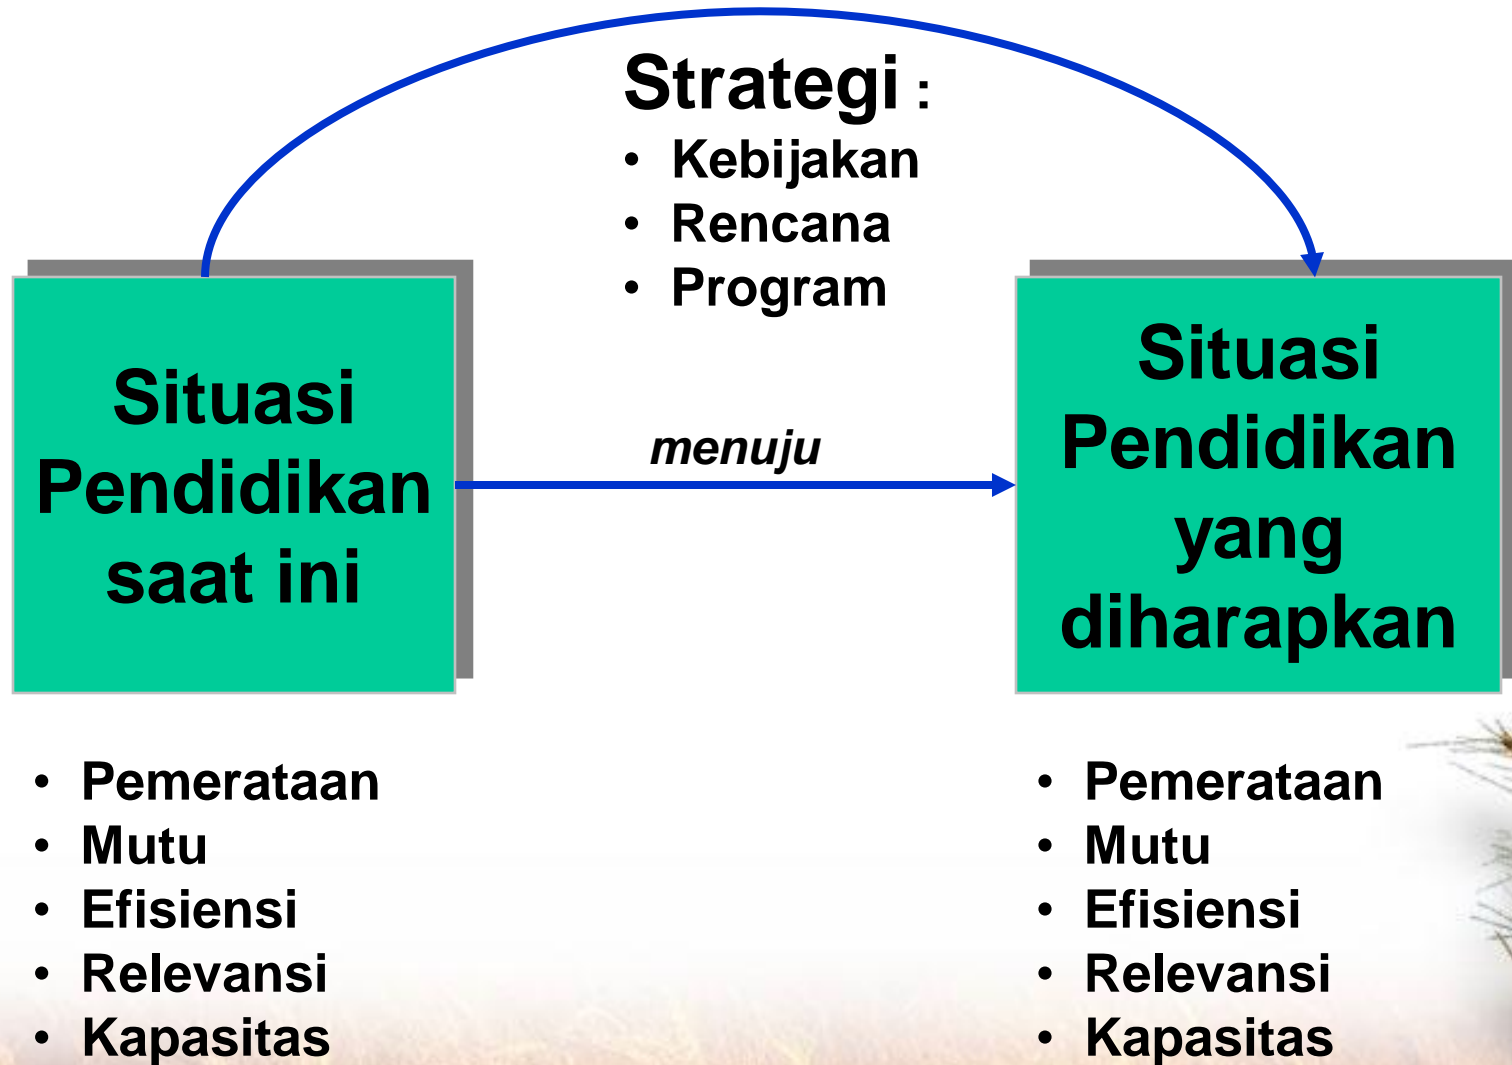 Strategi :
• Kebijakan
• Rencana
• Program
Situasi
Pendidikan
saat ini
menuju
Situasi
Pendidikan
yang
diharapkan
• Pemerataan
• Mutu
• Efisiensi
• Relevansi
• Kapasitas
• Pemerataan
• Mutu
• Efisiensi
• Relevansi
• Kapasitas